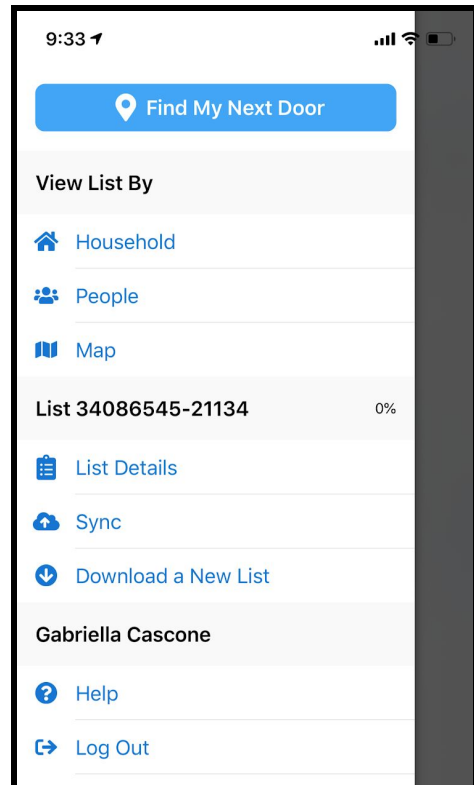 9:33
Find My Next Door
View List By
Household
People
Map
List 34086545-21134 0%
List Details
Sync
Download a New List
Gabriella Cascone
Help
Log Out